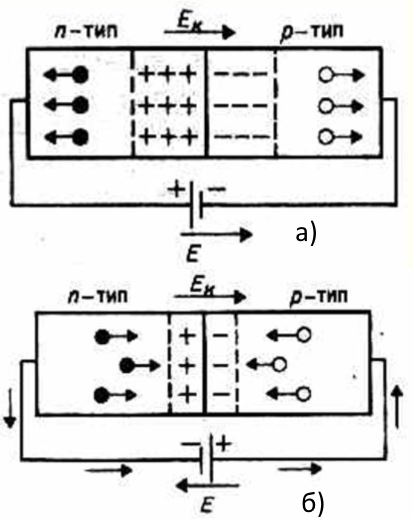 n-тип Eк p-тип
+++ ---
+++ ---
+++ ---
+ -
E
а)
n-тип Eк p-тип
+ -
+ -
+ -
- +
E
б)